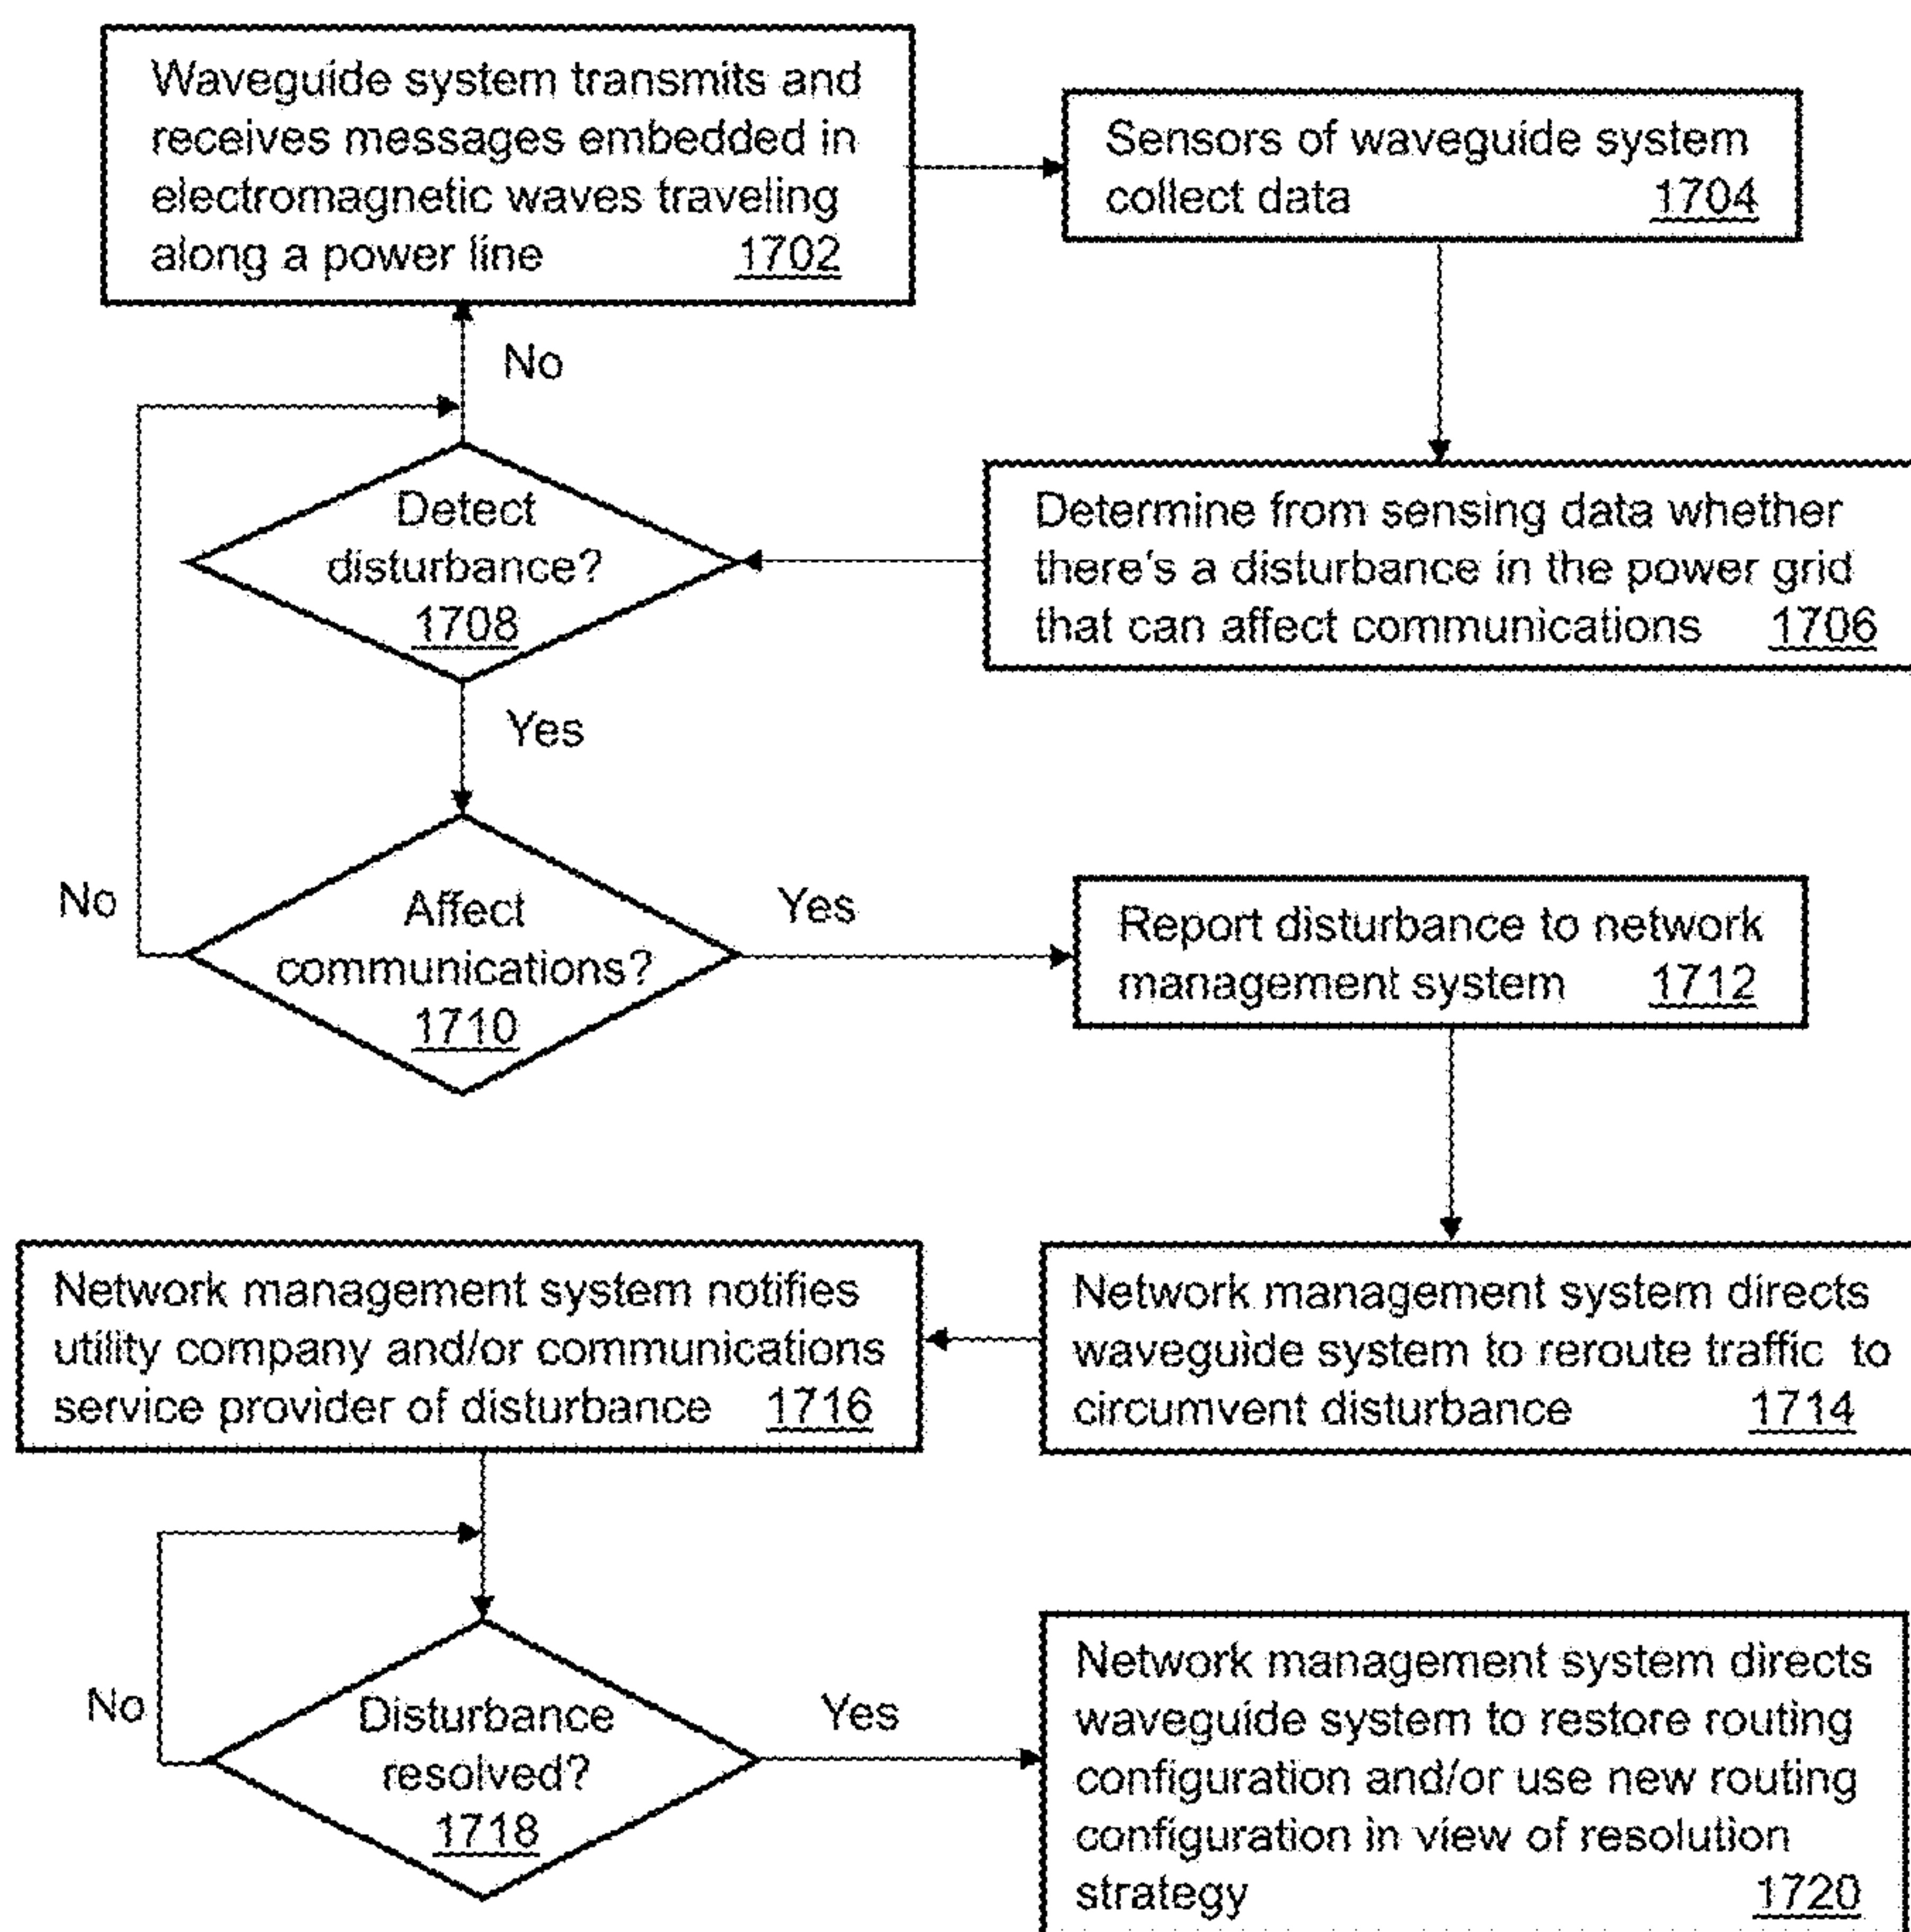 Waveguide system transmits and
receives messages embedded in
electromagnetic waves traveling
along a power line 1702
Sensors of waveguide system
collect data 1704
No
Detect
disturbance?
1708
Determine from sensing data whether
there's a disturbance in the power grid
that can affect communications 1706
Yes
No
Affect
communications?
1710
Yes
Report disturbance to network
management system 1712
Network management system notifies
utility company and/or communications
service provider of disturbance 1716
Network management system directs
waveguide system to reroute traffic to
circumvent disturbance 1714
No
Disturbance
resolved?
1718
Yes
Network management system directs
waveguide system to restore routing
configuration and/or use new routing
configuration in view of resolution
strategy 1720